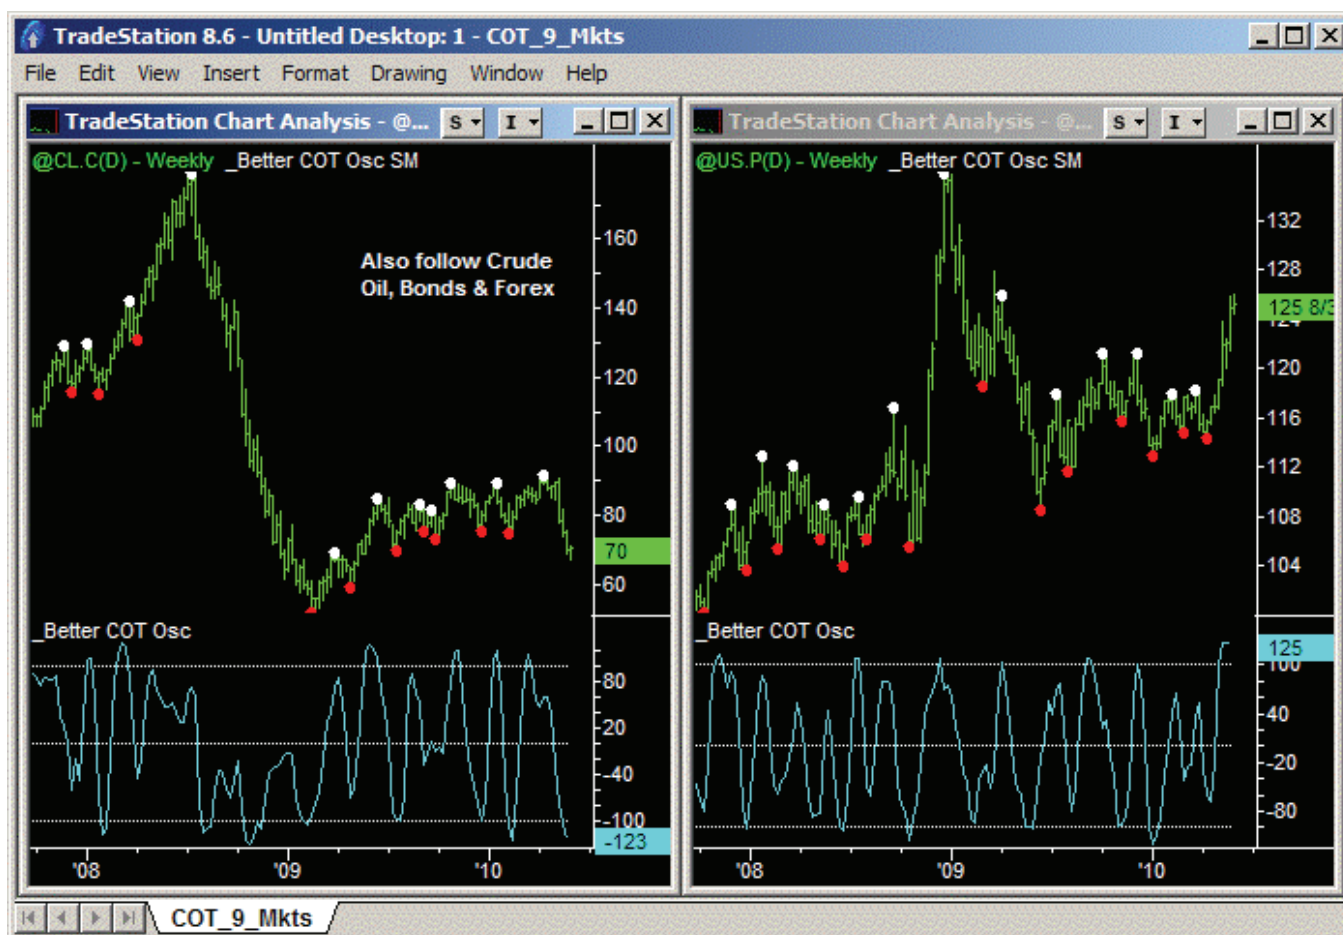 TradeStation 8.6 - Untitled Desktop: 1 - COT_9_Mkts
File Edit View Insert Format Drawing Window Help
TradeStation Chart Analysis - @...
S
I
@CL.C(D) - Weekly _Better COT Osc SM
Also follow Crude
Oil, Bonds & Forex
160
140
120
100
80
70
60
_Better COT Osc
80
20
-40
-100
-123
'08 '09 '10
TradeStation Chart Analysis - @...
S
I
@US.P(D) - Weekly _Better COT Osc SM
132
128
125 8/3
124
120
116
112
108
104
_Better COT Osc
125
100
40
-20
-80
'08 '09 '10
COT_9_Mkts